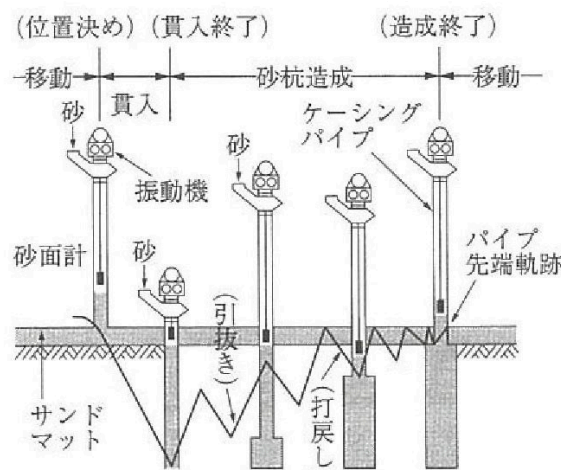 (位置決め)(貫入終了)
(造成終了)
移動
貫入
砂杭造成
移動
砂
振動機
砂
砂
ケーシング
パイプ
砂面計
砂
パイプ
先端軌跡
(引抜き)
(打戻し)
サンド
マット